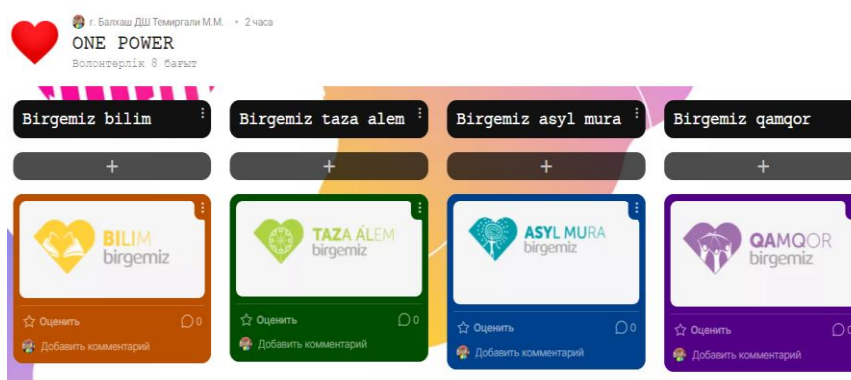 г. Балхаш ДШ Темиргали М.М. • 2 часа
ONE POWER
Волонтерлік 8 бағыт
Birgemiz bilim
Birgemiz taza alem
Birgemiz asyl mura
Birgemiz qamqor
+
+
+
+
BILIM
birgemiz
Оценить
0
Добавить комментарий
TAZA ÁLEM
birgemiz
Оценить
0
Добавить комментарий
ASYL MURA
birgemiz
Оценить
0
Добавить комментарий
QAMQOR
birgemiz
Оценить
0
Добавить комментарий